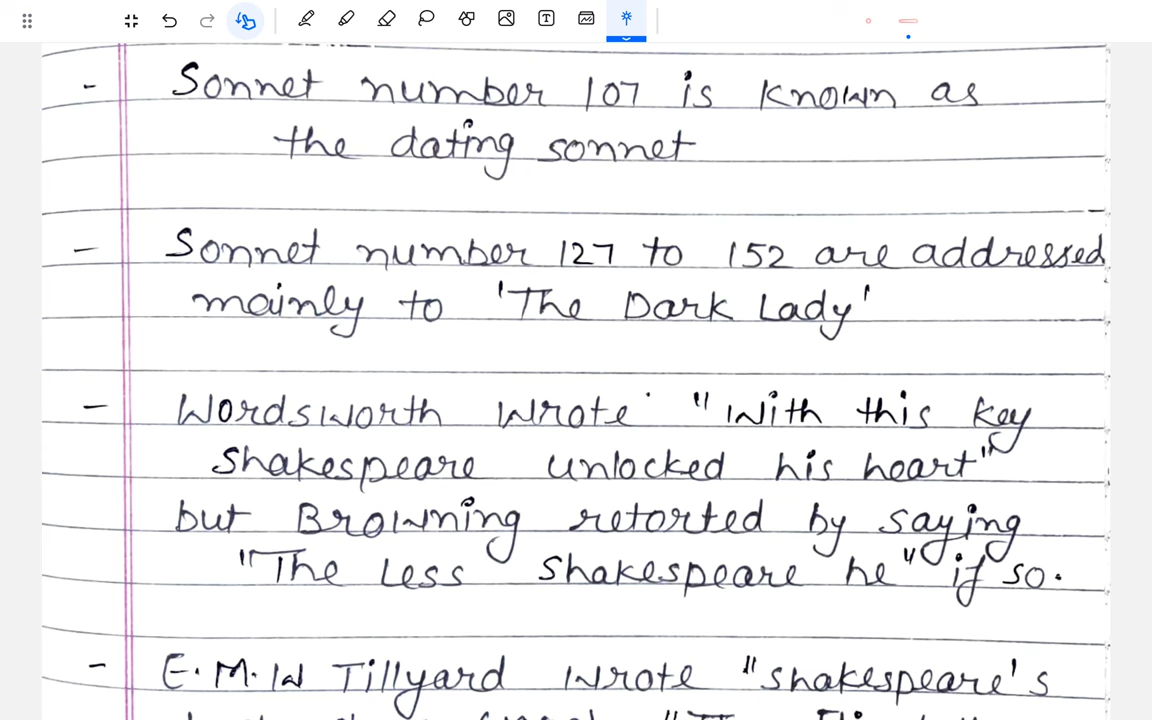 - Sonnet number 107 is known as
the dating sonnet
- Sonnet number 127 to 152 are addressed
mainly to 'The Dark Lady'
- Wordsworth wrote "with this key
Shakespeare unlocked his heart"
but Browning retorted by saying
"The Less Shakespeare he" if so.
- E.M.W Tillyard wrote "Shakespeare's